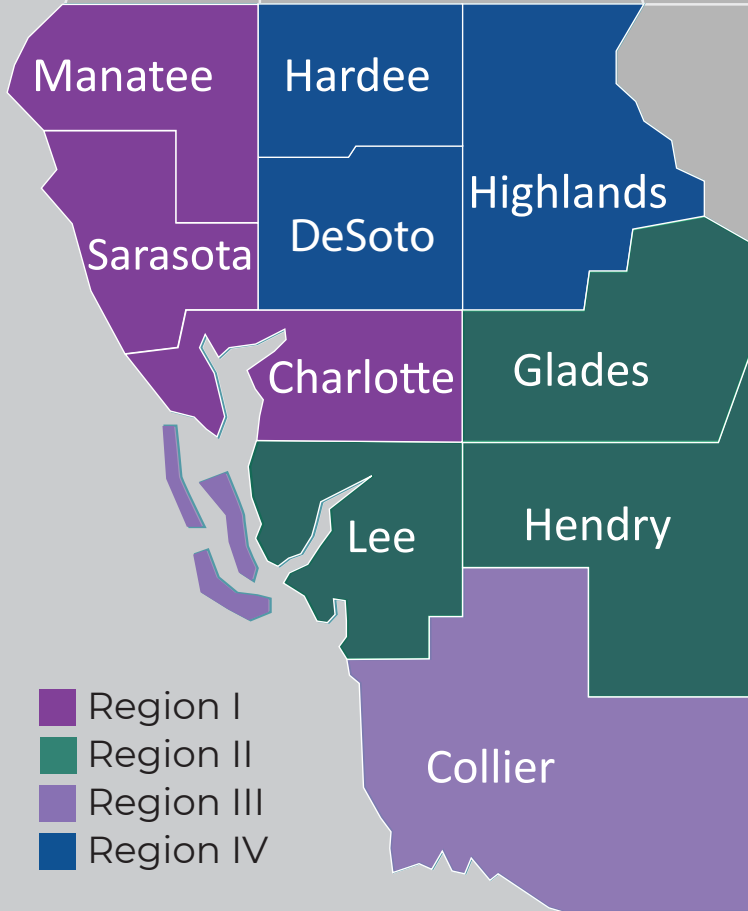 Manatee
Hardee
Highlands
DeSoto
Sarasota
Charlotte
Glades
Lee
Hendry
Collier
Region I
Region II
Region III
Region IV